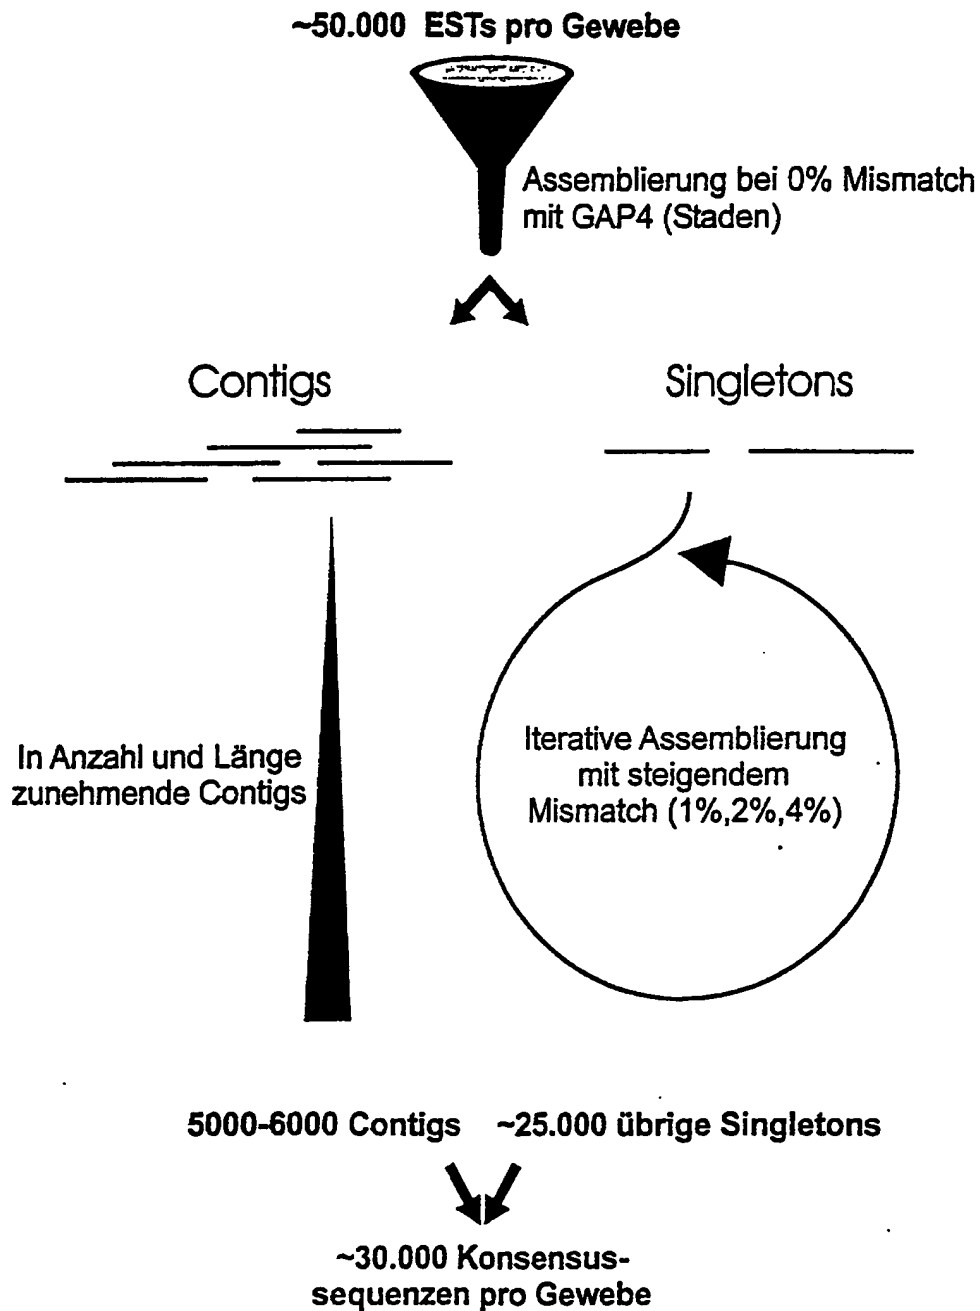 ~50.000 ESTs pro Gewebe
Assemblierung bei 0% Mismatch
mit GAP4 (Staden)
Contigs
Singletons
In Anzahl und Länge
zunehmende Contigs
Iterative Assemblierung
mit steigendem
Mismatch (1%,2%,4%)
5000-6000 Contigs
~25.000 übrige Singletons
~30.000 Konsensus-
sequenzen pro Gewebe